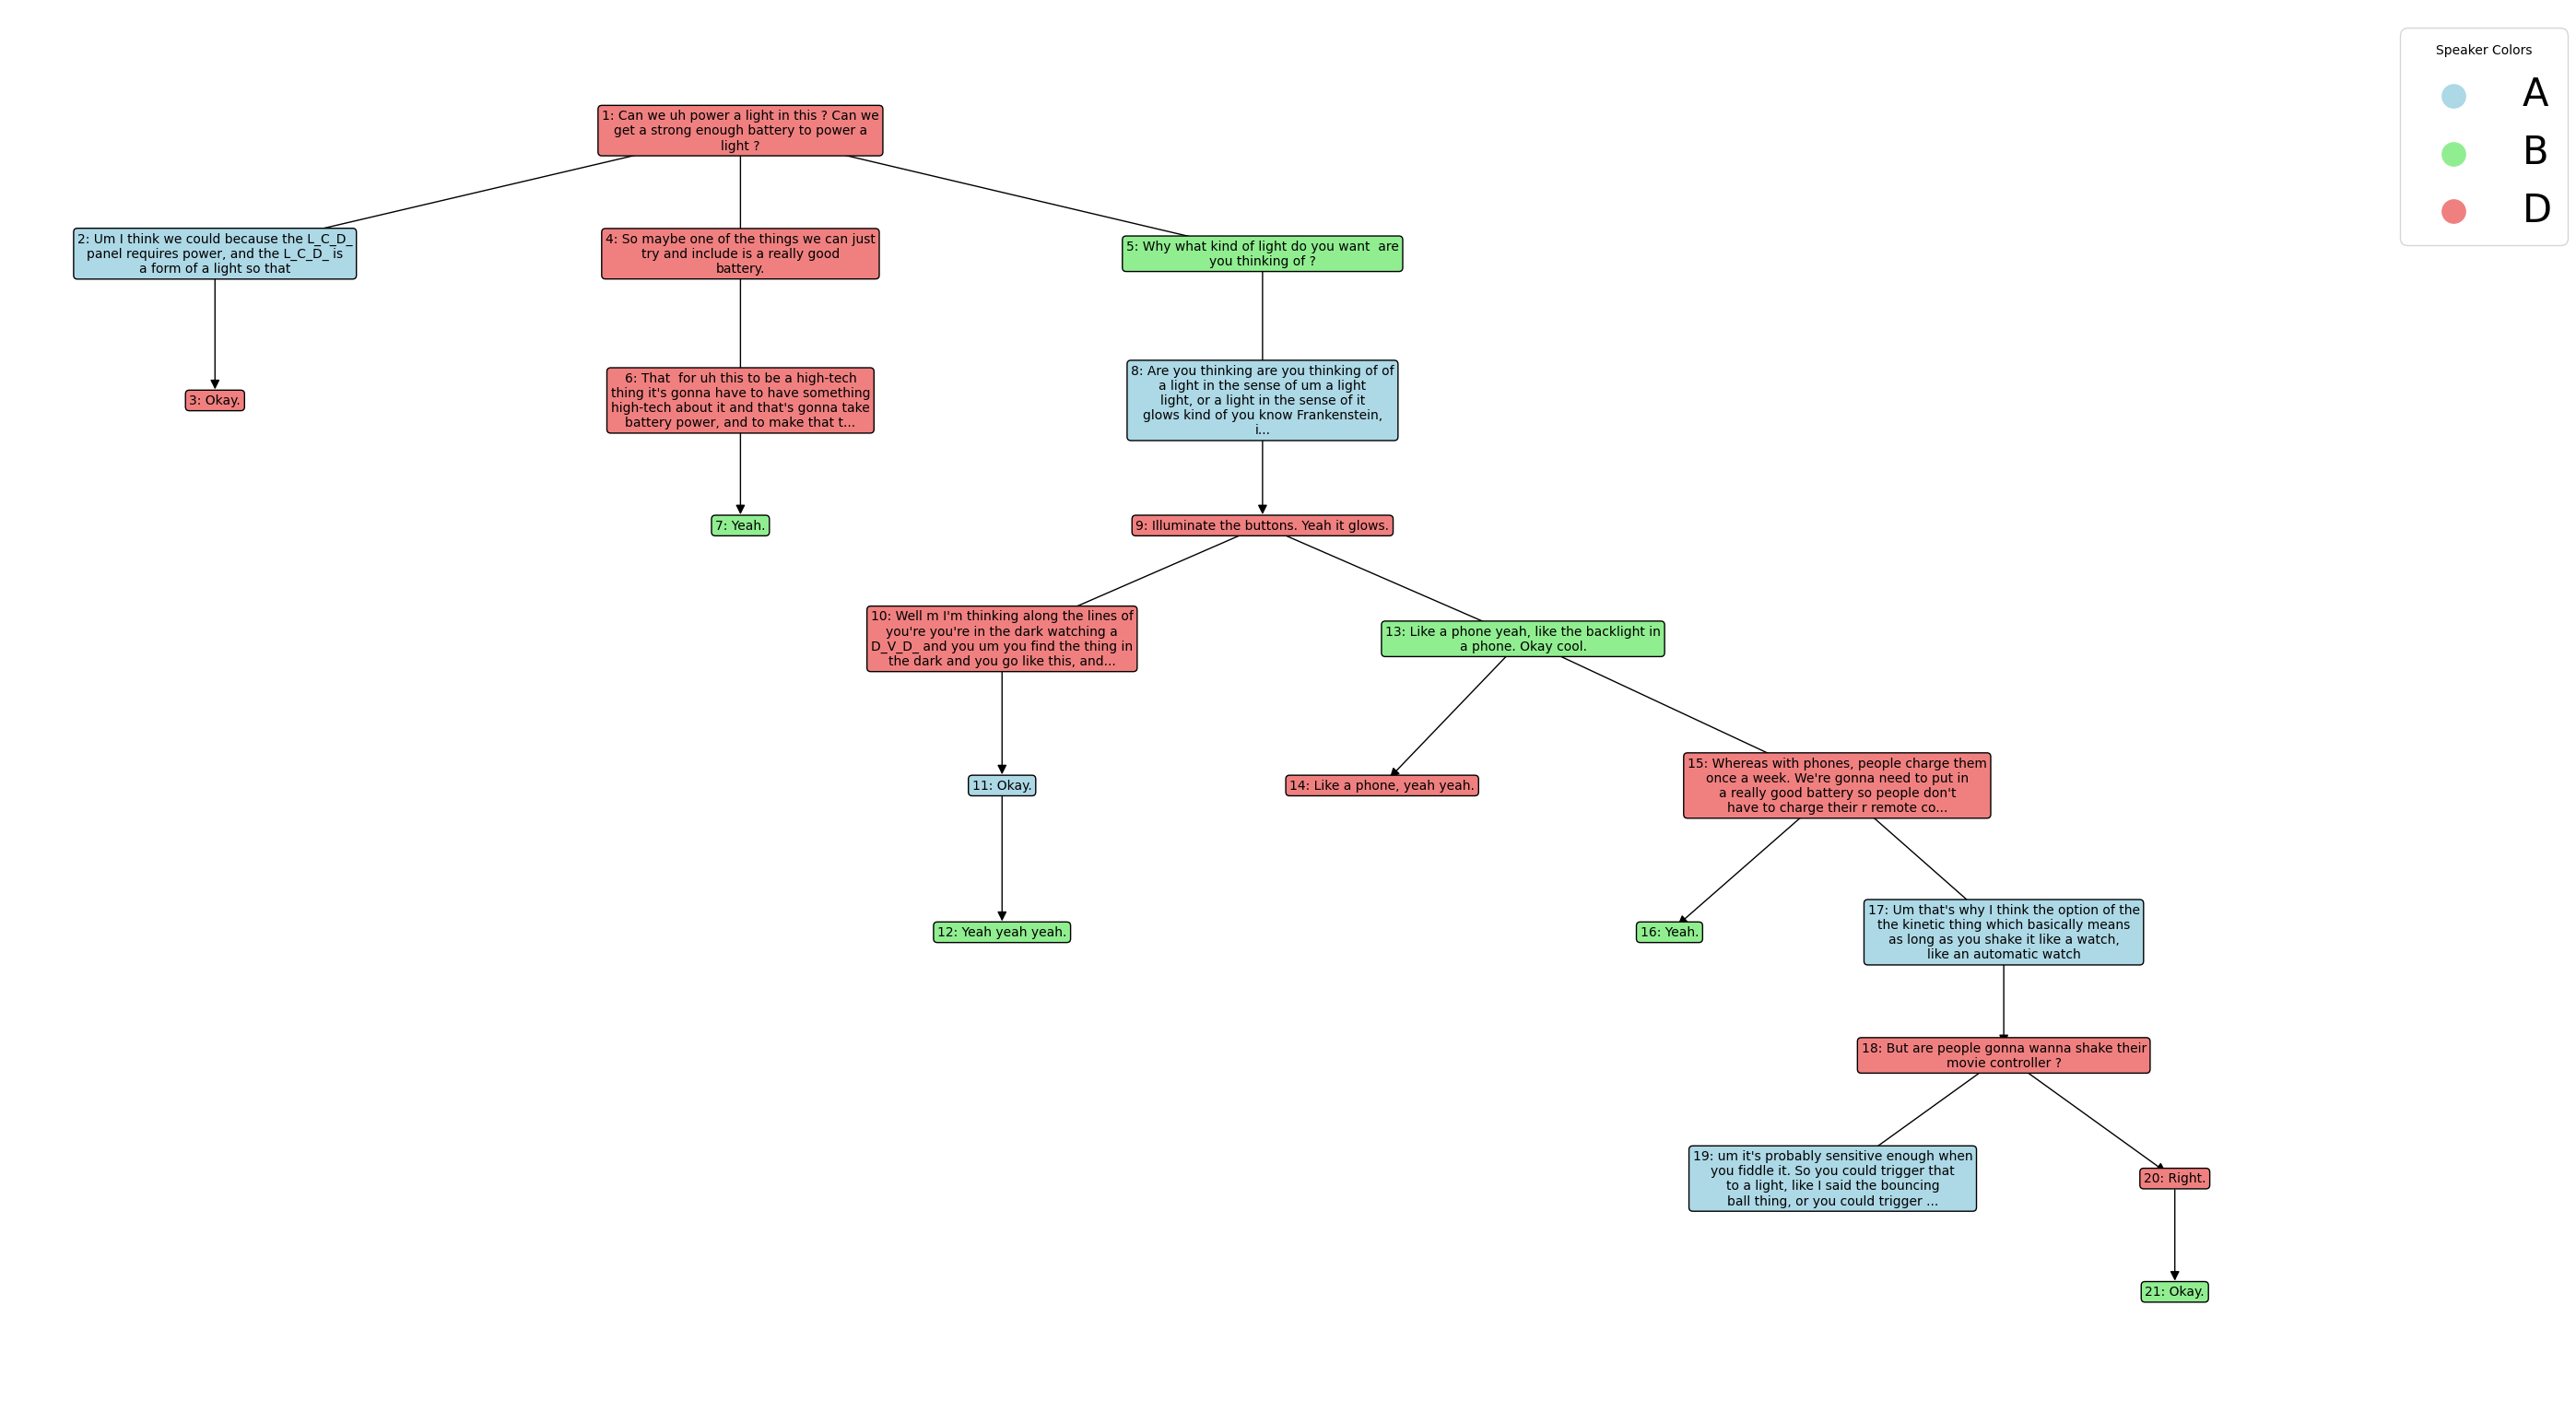 Speaker Colors
A
B
D
1: Can we uh power a light in this ? Can we
get a strong enough battery to power a
light ?
2: Um I think we could because the L_C_D_
panel requires power, and the L_C_D_ is
a form of a light so that
4: So maybe one of the things we can just
try and include is a really good
battery.
5: Why what kind of light do you want  are
you thinking of ?
3: Okay.
6: That  for uh this to be a high-tech
thing it's gonna have to have something
high-tech about it and that's gonna take
battery power, and to make that t...
8: Are you thinking are you thinking of of
a light in the sense of um a light
light, or a light in the sense of it
glows kind of you know Frankenstein,
i...
7: Yeah.
9: Illuminate the buttons. Yeah it glows.
10: Well m I'm thinking along the lines of
you're you're in the dark watching a
D_V_D_ and you um you find the thing in
the dark and you go like this, and...
13: Like a phone yeah, like the backlight in
a phone. Okay cool.
11: Okay.
14: Like a phone, yeah yeah.
15: Whereas with phones, people charge them
once a week. We're gonna need to put in
a really good battery so people don't
have to charge their r remote co...
12: Yeah yeah yeah.
16: Yeah.
17: Um that's why I think the option of the
the kinetic thing which basically means
as long as you shake it like a watch,
like an automatic watch
18: But are people gonna wanna shake their
movie controller ?
19: um it's probably sensitive enough when
you fiddle it. So you could trigger that
to a light, like I said the bouncing
ball thing, or you could trigger ...
20: Right.
21: Okay.